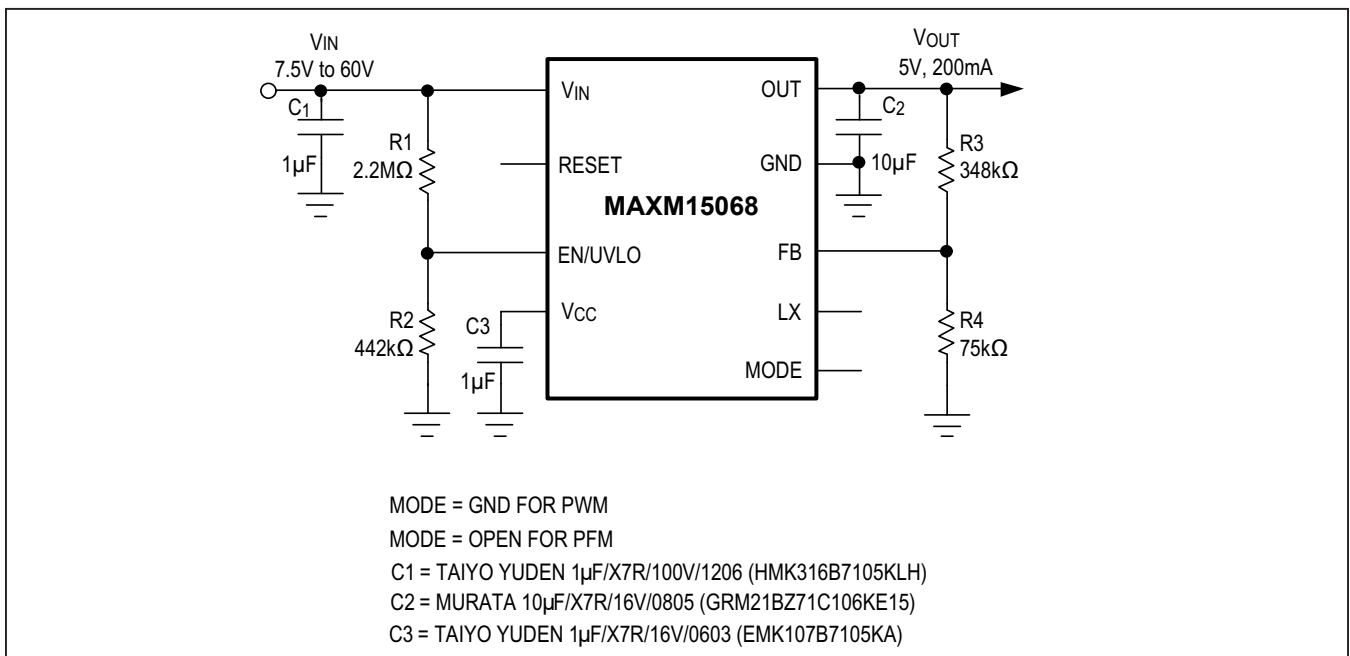 VIN
7.5V to 60V
C1
1µF
R1
2.2MΩ
R2
442kΩ
C3
1µF
VIN
RESET
EN/UVLO
VCC
MAXM15068
OUT
GND
FB
LX
MODE
VOUT
5V, 200mA
C2
10µF
R3
348kΩ
R4
75kΩ
MODE = GND FOR PWM
MODE = OPEN FOR PFM
C1 = TAIYO YUDEN 1µF/X7R/100V/1206 (HMK316B7105KLH)
C2 = MURATA 10µF/X7R/16V/0805 (GRM21BZ71C106KE15)
C3 = TAIYO YUDEN 1µF/X7R/16V/0603 (EMK107B7105KA)